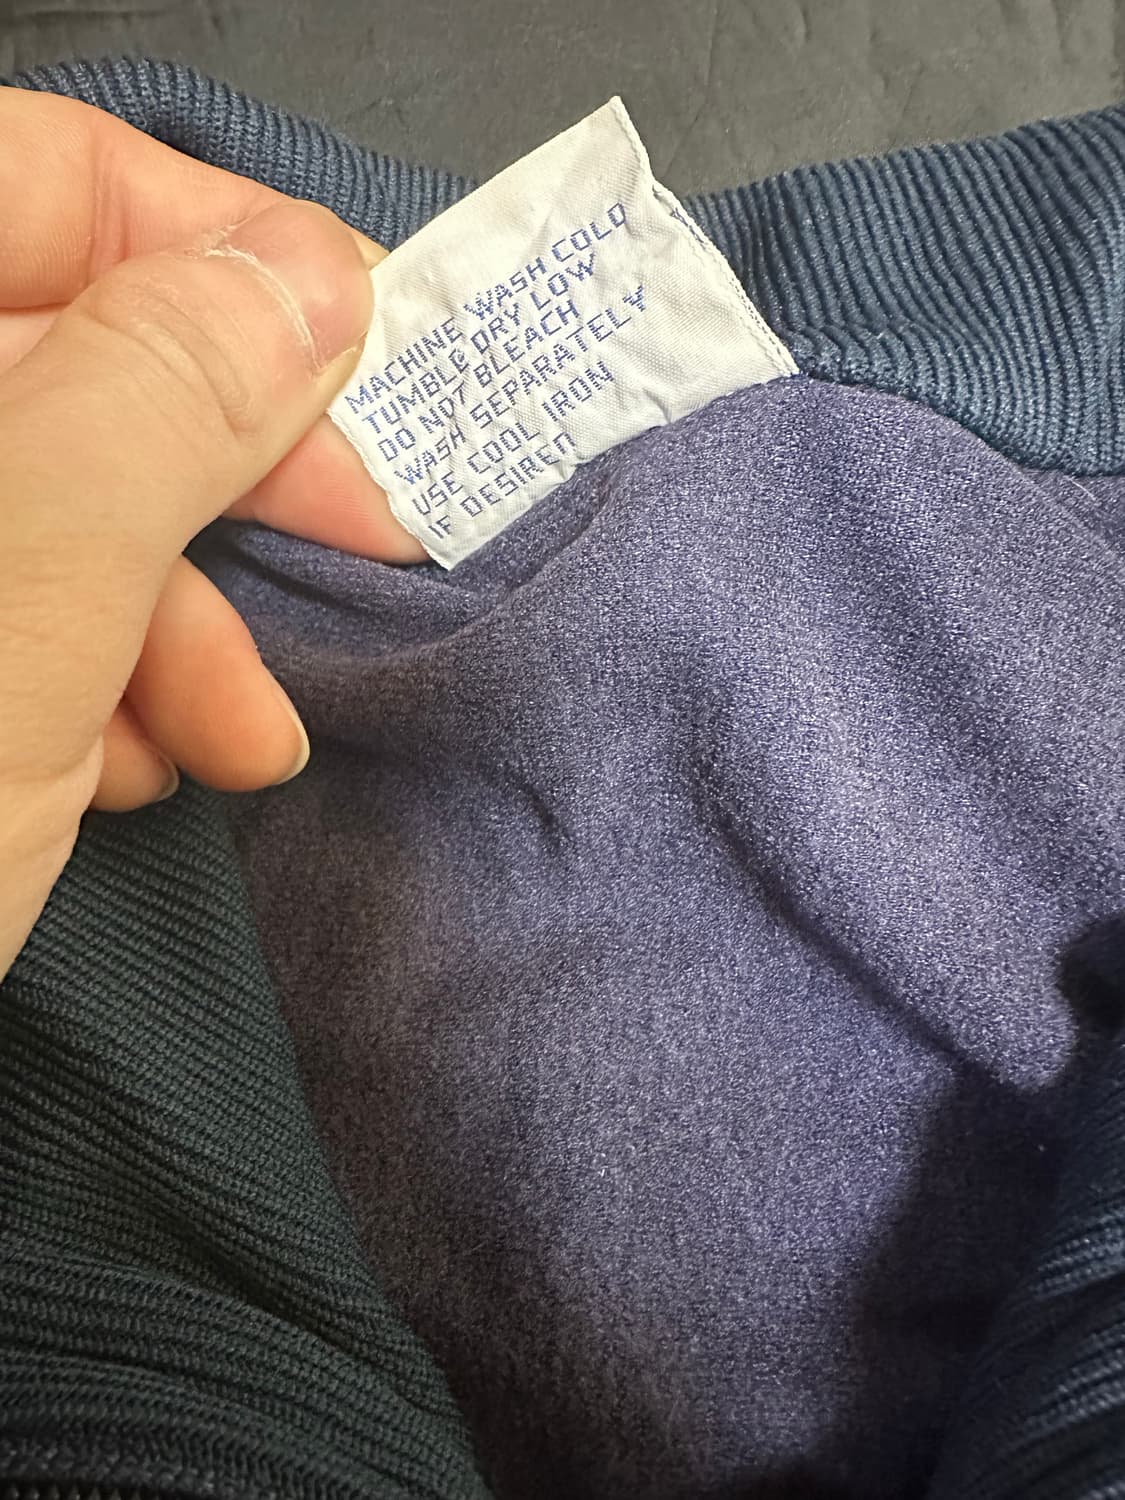 MACHINE WASH COLD
TUMBLE DRY LOW
DO NOT BLEACH
WASH SEPARATELY
USE COOL IRON
IF DESIRED